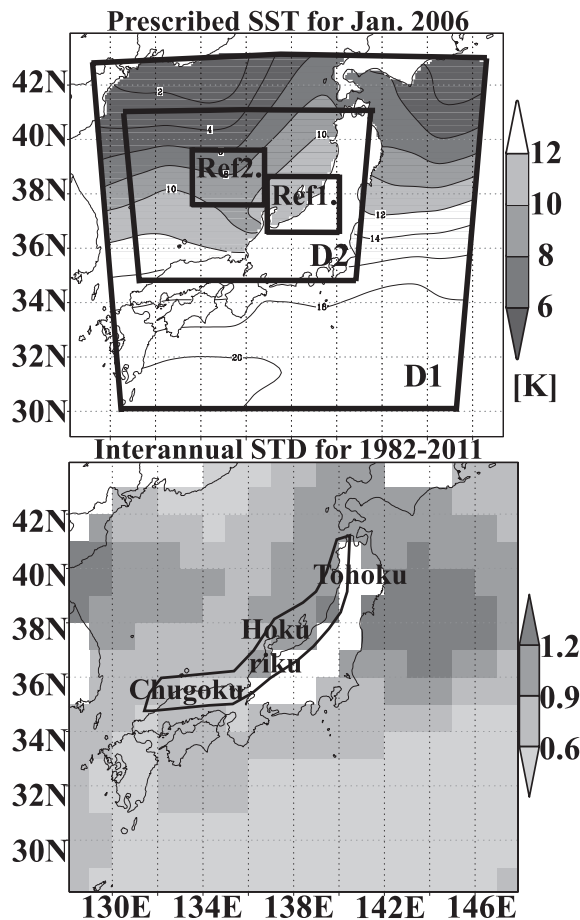 Prescribed SST for Jan. 2006
42N
40N
38N
36N
34N
32N
30N
2
4
10
10
12
14
16
20
Ref2.
Ref1.
D2
D1
12
10
8
6
[K]
Interannual STD for 1982-2011
42N
40N
38N
36N
34N
32N
30N
Tohoku
Hoku
riku
Chugoku
1.2
0.9
0.6
130E 134E 138E 142E 146E